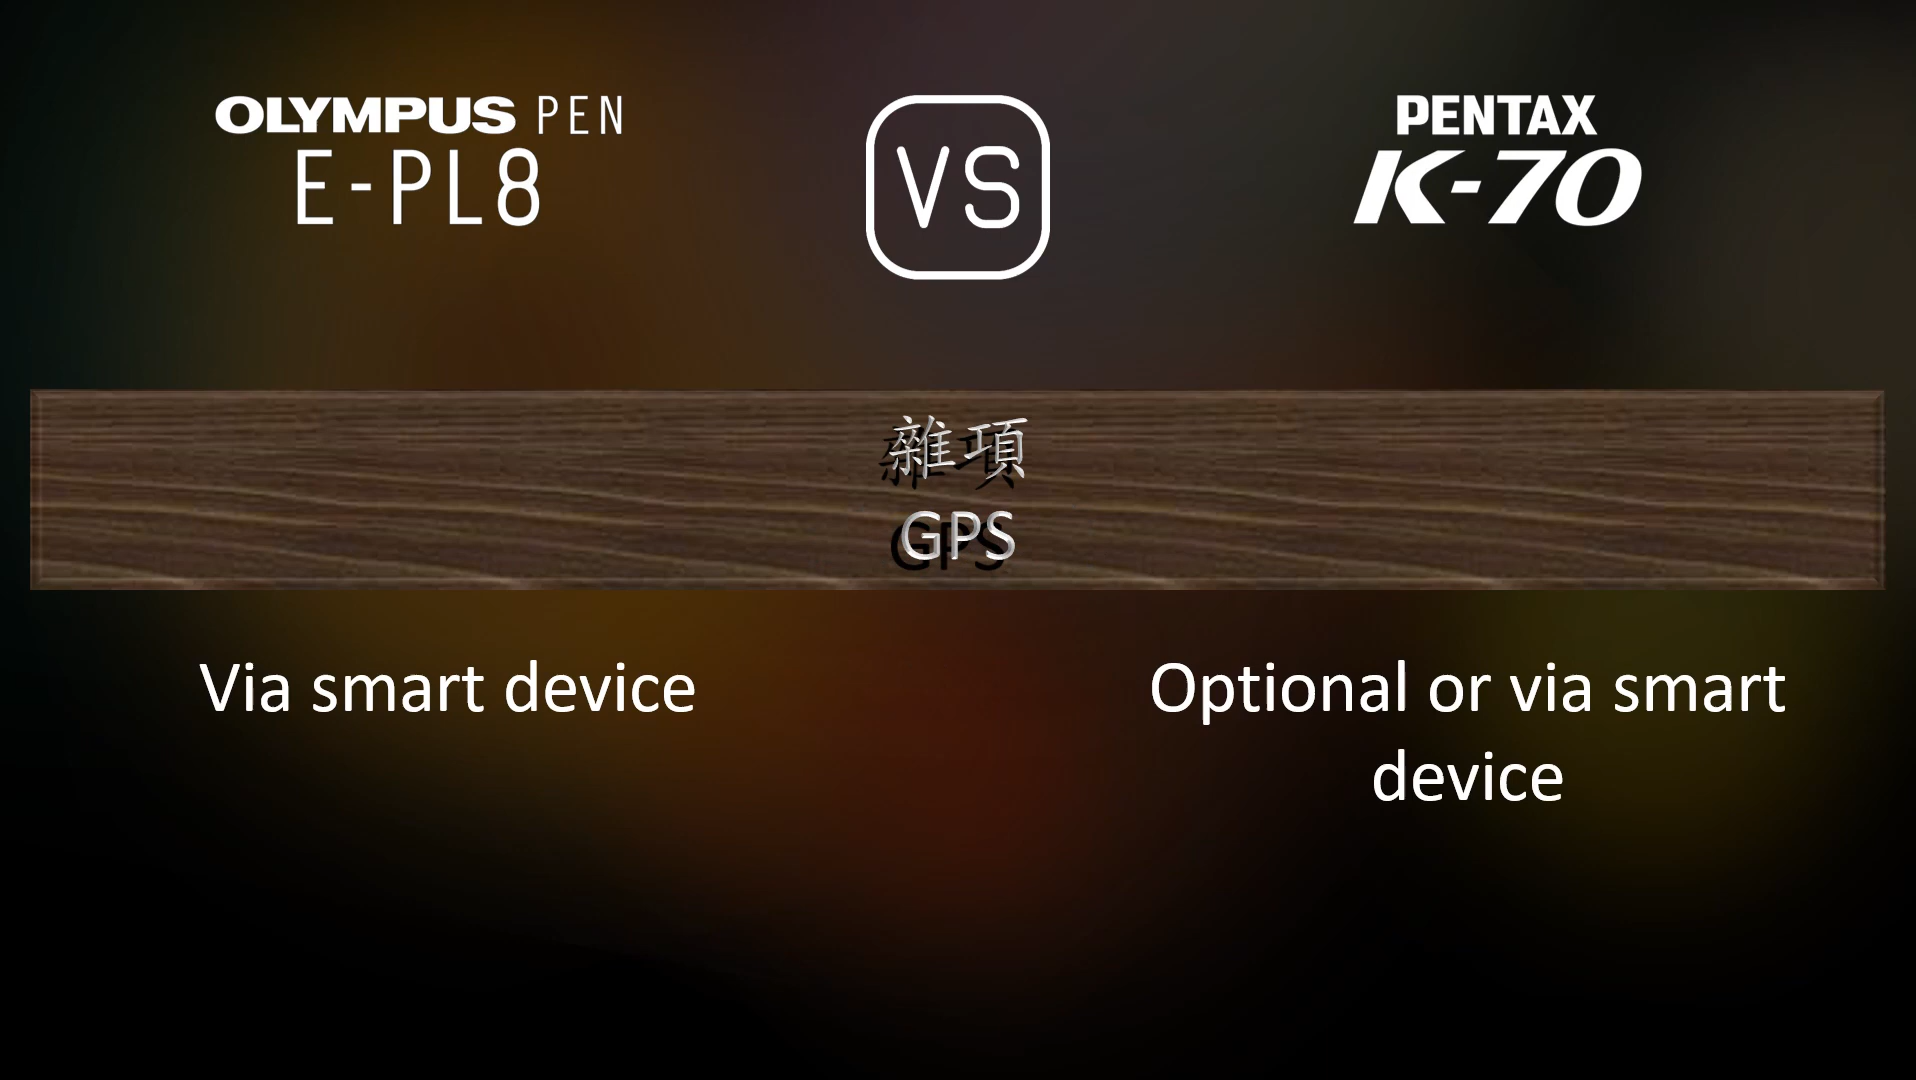 OLYMPUS PEN
E-PL8
VS
PENTAX
K-70
雜項
GPS
Via smart device
Optional or via smart
device